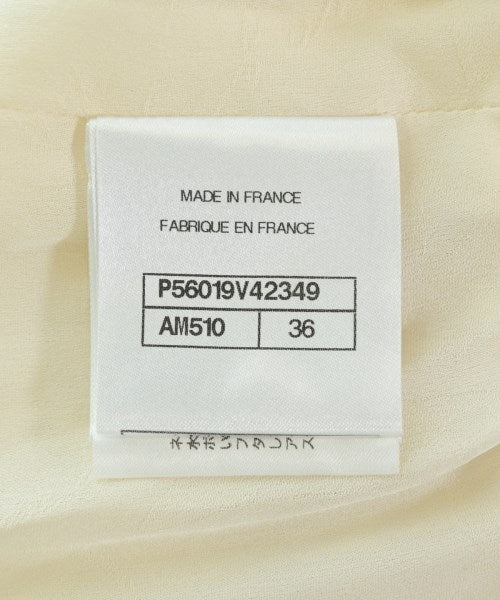 MADE IN FRANCE
FABRIQUE EN FRANCE
P56019V42349
AM510 36